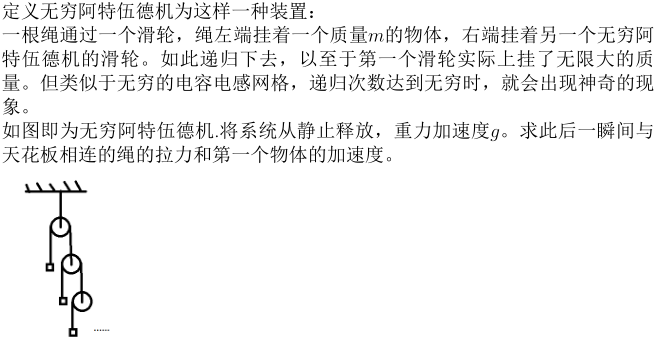 定义无穷阿特伍德机为这样一种装置：
一根绳通过一个滑轮，绳左端挂着一个质量m的物体，右端挂着另一个无穷阿
特伍德机的滑轮。如此递归下去，以至于第一个滑轮实际上挂了无限大的质
量。但类似于无穷的电容电感网格，递归次数达到无穷时，就会出现神奇的现
象。
如图即为无穷阿特伍德机.将系统从静止释放，重力加速度g。求此后一瞬间与
天花板相连的绳的拉力和第一个物体的加速度。
......